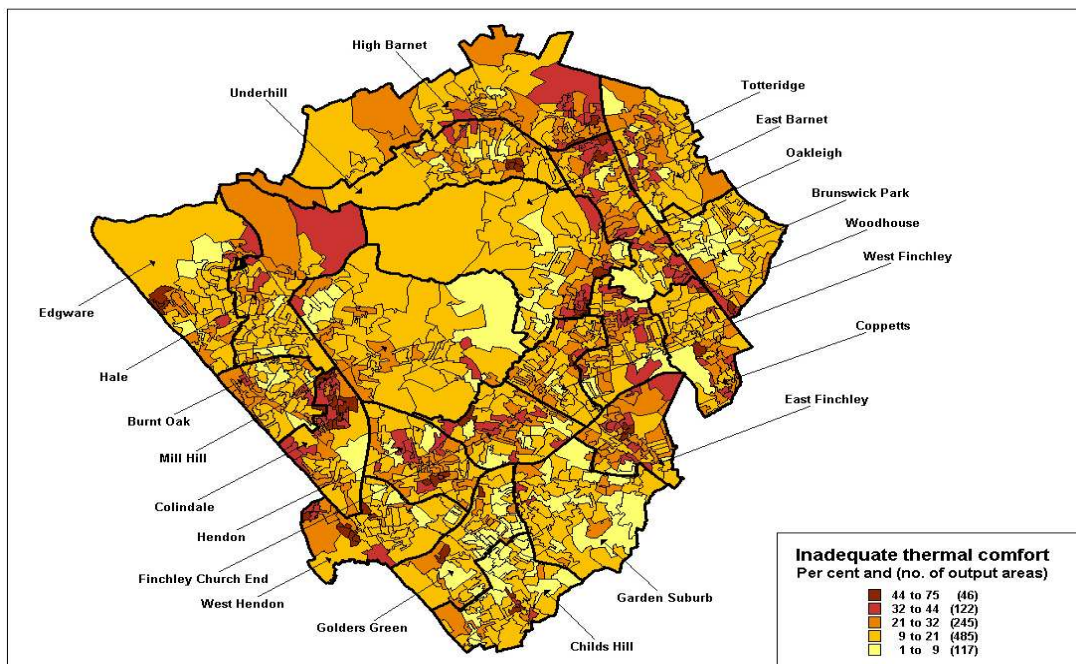 High Barnet
Underhill
Totteridge
East Barnet
Oakleigh
Brunswick Park
Woodhouse
West Finchley
Edgware
Coppetts
Hale
East Finchley
Burnt Oak
Mill Hill
Colindale
Hendon
Finchley Church End
West Hendon
Garden Suburb
Golders Green
Childs Hill
Inadequate thermal comfort
Per cent and (no. of output areas)
44 to 75 (46)
32 to 44 (122)
21 to 32 (245)
9 to 21 (485)
1 to 9 (117)